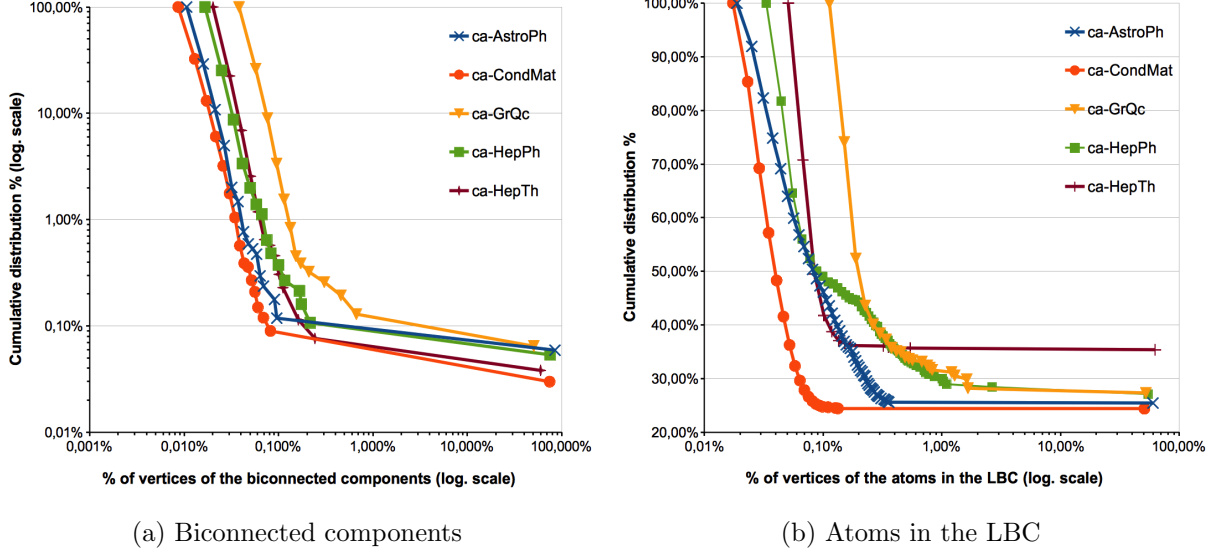 100,00%
10,00%
1,00%
0,10%
0,01%
0,001%
0,010%
0,100%
1,000%
10,000%
100,000%
Cumulative distribution % (log. scale)
% of vertices of the biconnected components (log. scale)
ca-AstroPh
ca-CondMat
ca-GrQc
ca-HepPh
ca-HepTh
(a) Biconnected components
100,00%
90,00%
80,00%
70,00%
60,00%
50,00%
40,00%
30,00%
20,00%
0,01%
0,10%
1,00%
10,00%
100,00%
Cumulative distribution %
% of vertices of the atoms in the LBC (log. scale)
ca-AstroPh
ca-CondMat
ca-GrQc
ca-HepPh
ca-HepTh
(b) Atoms in the LBC